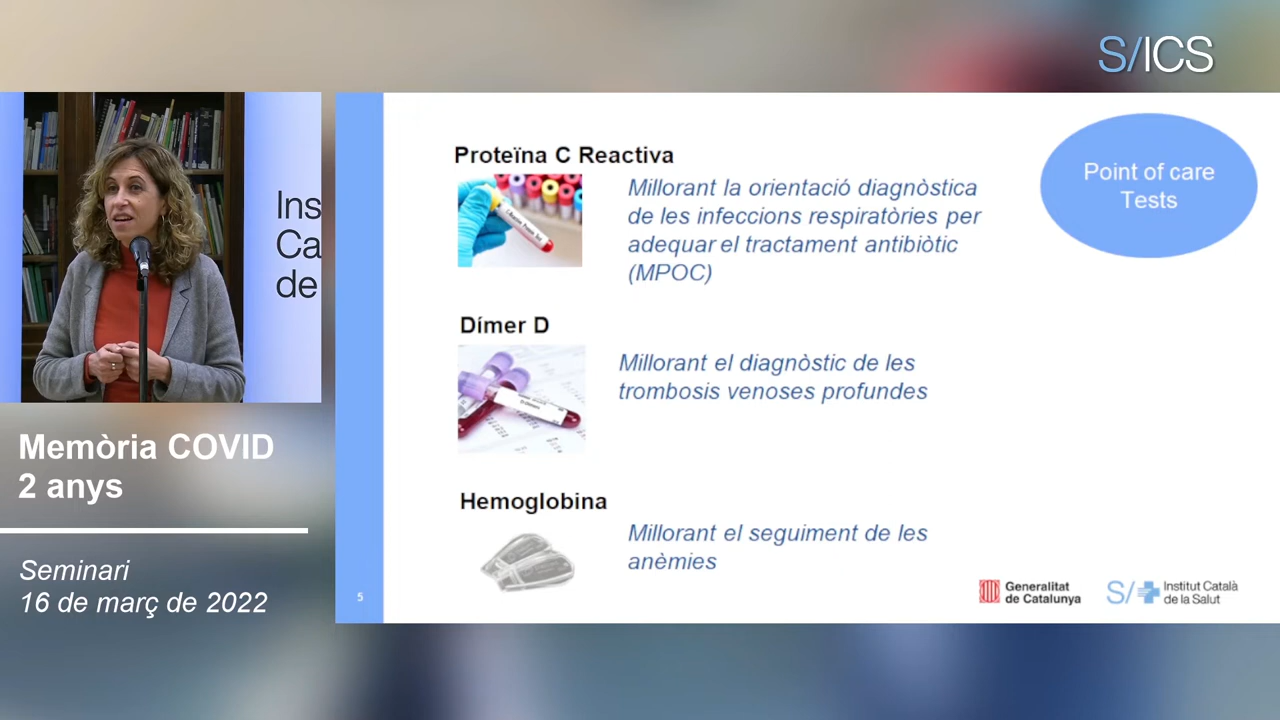 S/ICS
Ins
Ca
de
Memòria COVID
2 anys
Seminari
16 de març de 2022
Point of care
Tests
Proteïna C Reactiva
Millorant la orientació diagnòstica
de les infeccions respiratòries per
adequar el tractament antibiòtic
(MPOC)
Dímer D
Millorant el diagnòstic de les
trombosis venoses profundes
Hemoglobina
Millorant el seguiment de les
anèmies
5
Generalitat
de Catalunya
S/
Institut Català
de la Salut